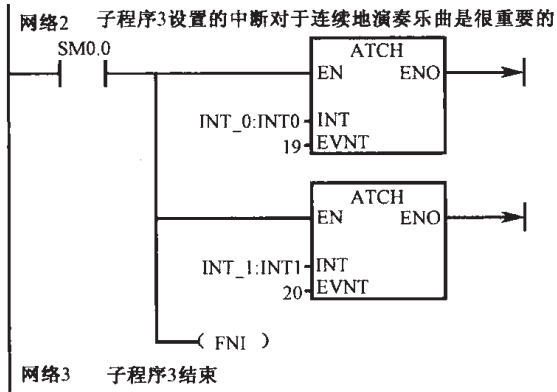 网络2 子程序3设置的中断对于连续地演奏乐曲是很重要的
SM0.0
ATCH
EN ENO
INT_0:INT0 INT
19 EVNT
ATCH
EN ENO
INT_1:INT1 INT
20 EVNT
( FNI )
网络3 子程序3结束